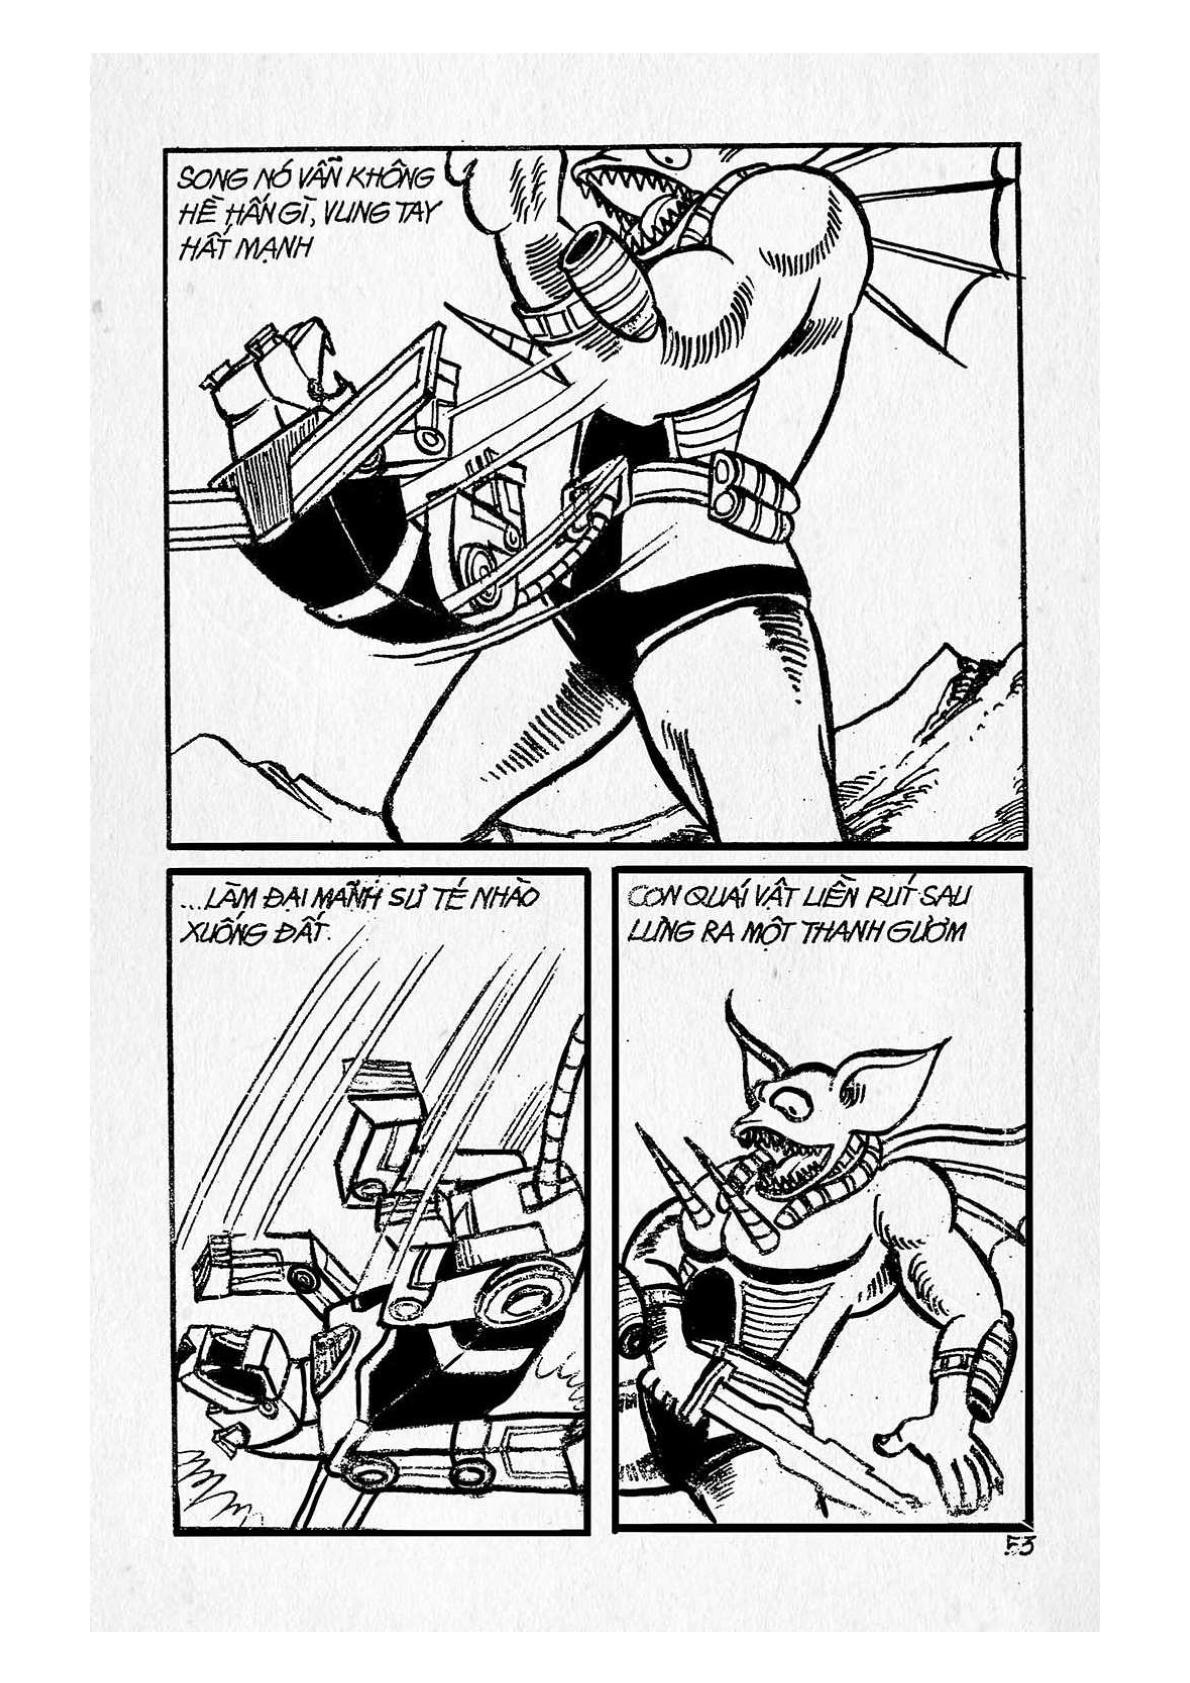 SONG NÓ VẪN KHÔNG
HỀ HẤN GÌ, VUNG TAY
HẤT MẠNH
...LÀM ĐẠI MÃNH SƯ TÉ NHÀO
XUỐNG ĐẤT.
CON QUÁI VẬT LIỀN RÚT SAU
LƯNG RA MỘT THANH GƯƠM
53